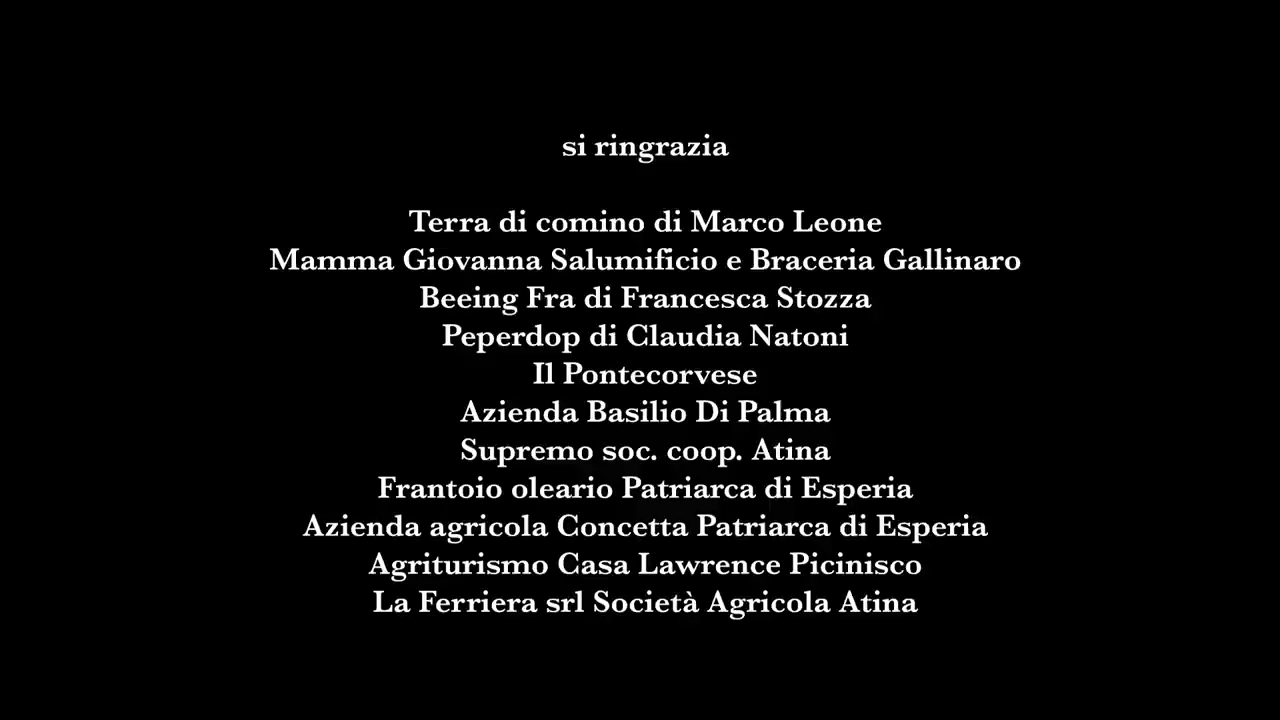 si ringrazia
Terra di comino di Marco Leone
Mamma Giovanna Salumificio e Braceria Gallinaro
Beeing Fra di Francesca Stozza
Peperdop di Claudia Natoni
Il Pontecorvese
Azienda Basilio Di Palma
Supremo soc. coop. Atina
Frantoio oleario Patriarca di Esperia
Azienda agricola Concetta Patriarca di Esperia
Agriturismo Casa Lawrence Picinisco
La Ferriera srl Società Agricola Atina